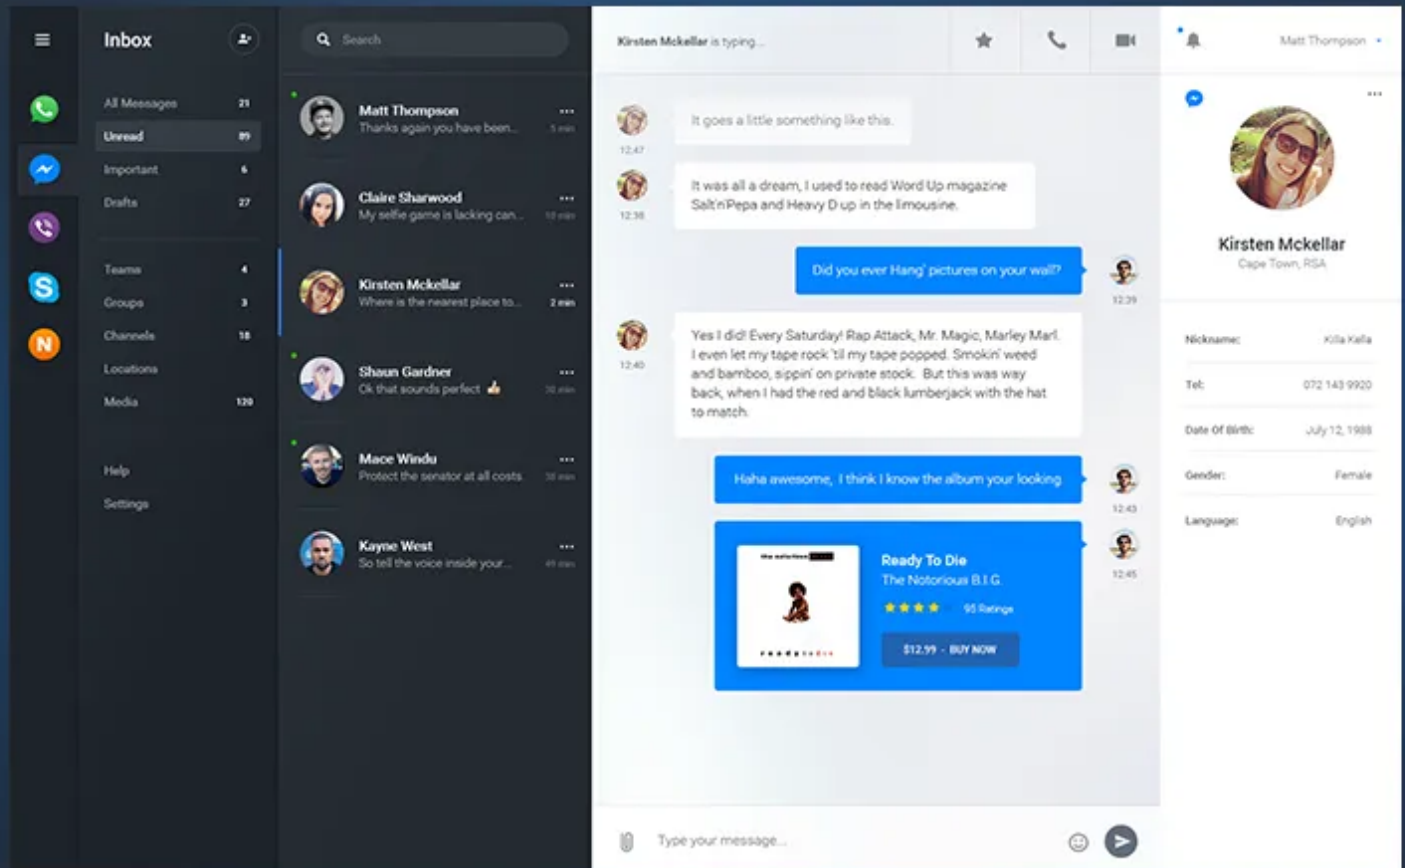 Inbox
All Messages 21
Unread 89
Important 6
Drafts 27
Teams 4
Groups 3
Channels 18
Locations
Media 120
Help
Settings
N
Search
Matt Thompson
Thanks again you have been... 5 min
Claire Sharwood
My selfie game is lacking can... 10 min
Kirsten Mckellar
Where is the nearest place to... 2 min
Shaun Gardner
Ok that sounds perfect 👍 30 min
Mace Windu
Protect the senator at all costs 38 min
Kayne West
So tell the voice inside your... 49 min
Kirsten Mckellar is typing...
It goes a little something like this.
12:47
It was all a dream, I used to read Word Up magazine
Salt'n'Pepa and Heavy D up in the limousine.
12:38
Did you ever Hang' pictures on your wall?
12:39
Yes I did! Every Saturday! Rap Attack, Mr. Magic, Marley Marl.
I even let my tape rock 'til my tape popped. Smokin' weed
and bamboo, sippin' on private stock. But this was way
back, when I had the red and black lumberjack with the hat
to match.
12:40
Haha awesome, I think I know the album your looking
12:43
the notorious
ready to die
Ready To Die
The Notorious B.I.G.
95 Ratings
$12.99 - BUY NOW
12:45
Type your message...
Matt Thompson
Kirsten Mckellar
Cape Town, RSA
Nickname: Killa Kella
Tel: 072 143 9920
Date Of Birth: July 12, 1988
Gender: Female
Language: English